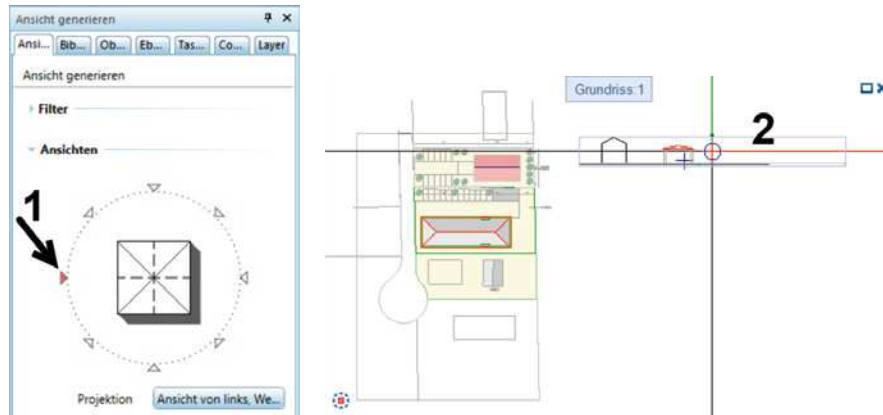 Ansicht generieren
Ansi... Bib... Ob... Eb... Tas... Co... Layer
Ansicht generieren
Filter
Ansichten
1
Projektion Ansicht von links, We...
Grundriss:1
2